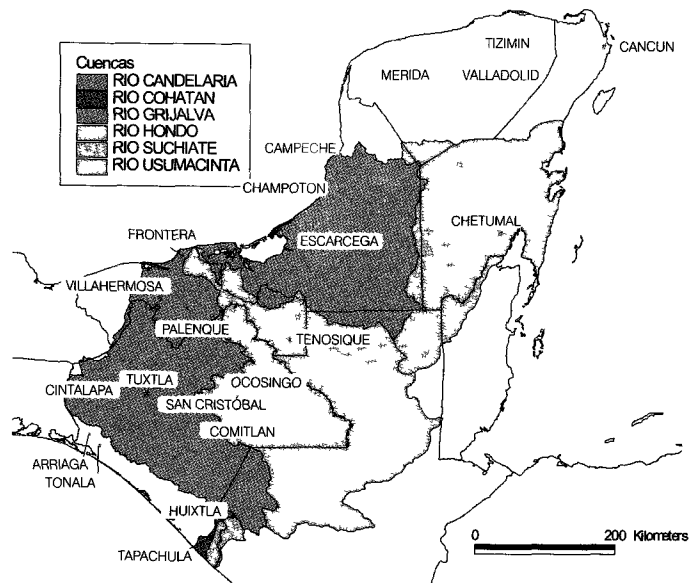 TIZIMIN
CANCUN
MERIDA
VALLADOLID
Cuencas
RIO CANDELARIA
RIO COHATAN
RIO GRIJALVA
RIO HONDO
RIO SUCHIATE
RIO USUMACINTA
CAMPECHE
CHAMPOTON
CHETUMAL
FRONTERA
ESCARCEGA
VILLAHERMOSA
PALENQUE
TENOSIQUE
CINTALAPA
TUXTLA
OCOSINGO
SAN CRISTÓBAL
COMITLAN
ARRIAGA
TONALA
HUIXTLA
TAPACHULA
0 200 Kilometers